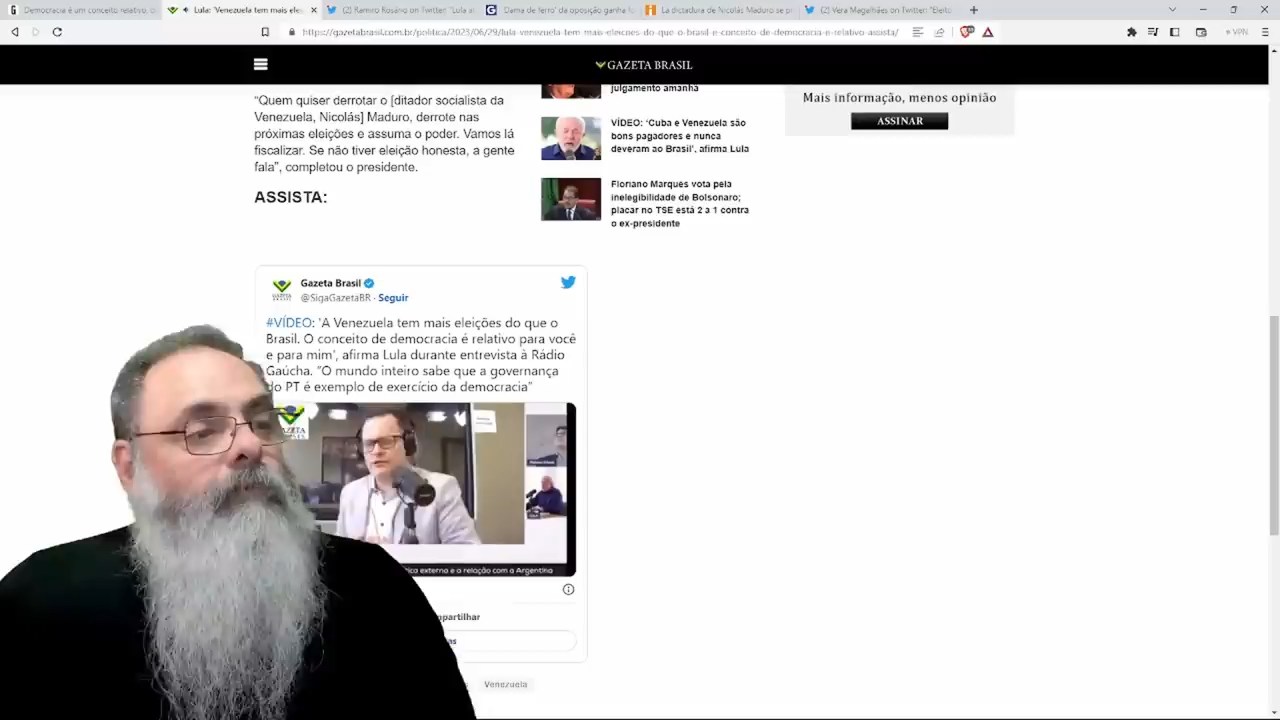 Democracia é um conceito relativo, o
Lula: 'Venezuela tem mais elei
(2) Ramiro Rosário on Twitter: "Lula a
'Dama de ferro' de oposição ganha fo
La dictadura de Nicolás Maduro se pr
(2) Vera Magalhães on Twitter: "Eleito
https://gazetabrasil.com.br/politica/2023/06/29/lula-venezuela-tem-mais-eleicoes-do-que-o-brasil-e-conceito-de-democracia-e-relativo-assista/
VPN
GAZETA BRASIL
“Quem quiser derrotar o [ditador socialista da
Venezuela, Nicolás] Maduro, derrote nas
próximas eleições e assuma o poder. Vamos lá
fiscalizar. Se não tiver eleição honesta, a gente
fala”, completou o presidente.
ASSISTA:
julgamento amanhã
VÍDEO: ‘Cuba e Venezuela são
bons pagadores e nunca
deveram ao Brasil’, afirma Lula
Floriano Marques vota pela
inelegibilidade de Bolsonaro;
placar no TSE está 2 a 1 contra
o ex-presidente
Mais informação, menos opinião
ASSINAR
Gazeta Brasil
@SigaGazetaBR · Seguir
#VÍDEO: 'A Venezuela tem mais eleições do que o
Brasil. O conceito de democracia é relativo para você
e para mim', afirma Lula durante entrevista à Rádio
Gaúcha. "O mundo inteiro sabe que a governança
do PT é exemplo de exercício da democracia"
externa e a relação com a Argentina
Venezuela